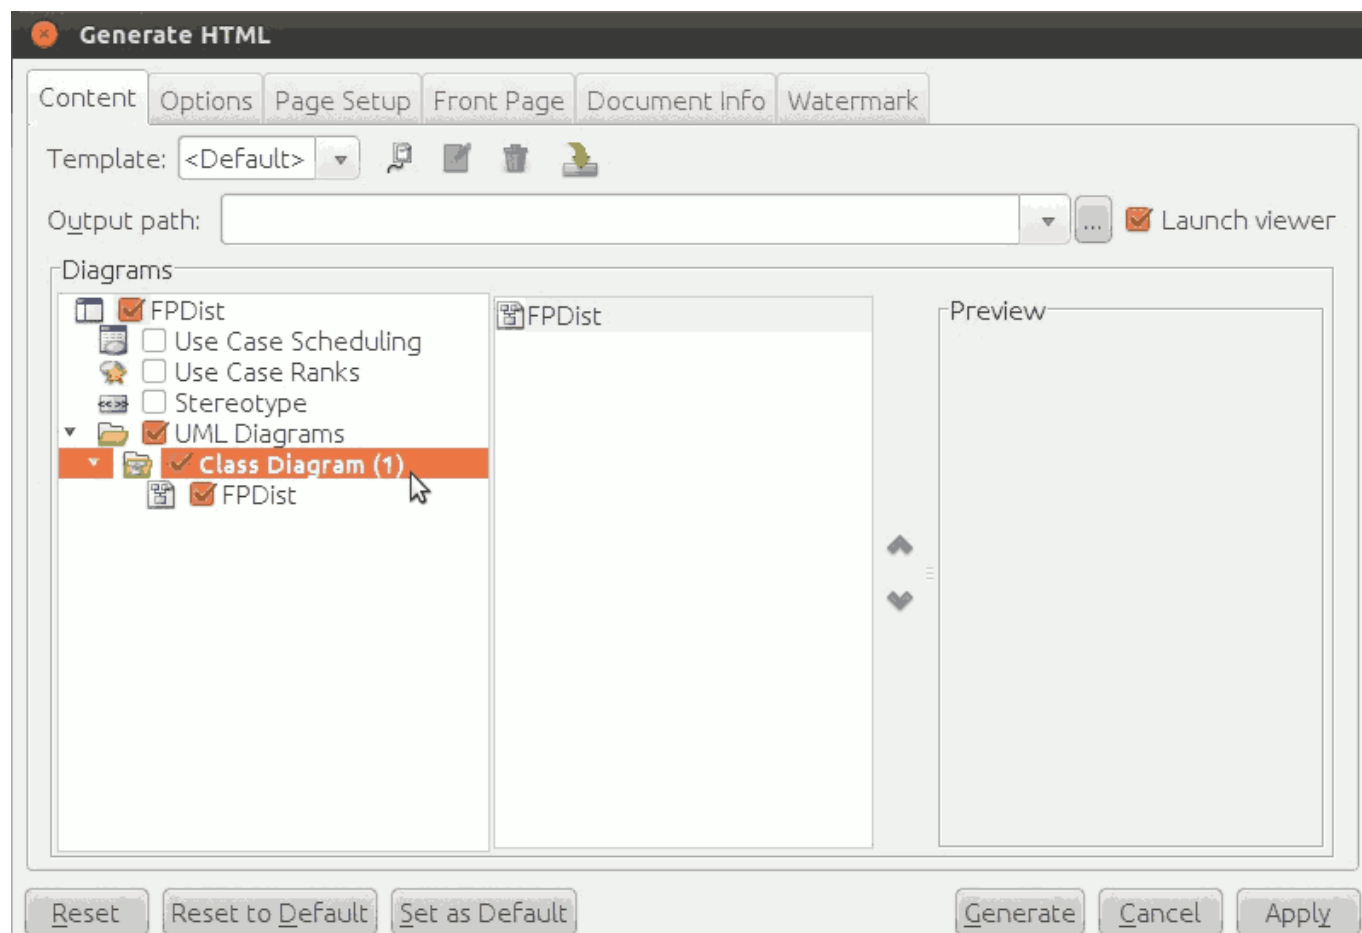 Generate HTML
Content Options Page Setup Front Page Document Info Watermark
Template: <Default>
Output path: ... Launch viewer
Diagrams
FPDist
Use Case Scheduling
Use Case Ranks
Stereotype
UML Diagrams
Class Diagram (1)
FPDist
FPDist
Preview
Reset Reset to Default Set as Default Generate Cancel Apply